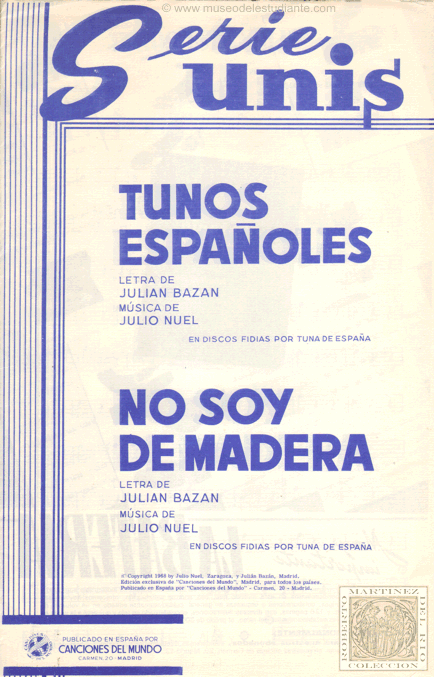 © www.museodelestudiante.com
Serie
unis
TUNOS
ESPAÑOLES
LETRA DE
JULIAN BAZAN
MÚSICA DE
JULIO NUEL
EN DISCOS FIDIAS POR TUNA DE ESPAÑA
NO SOY
DE MADERA
LETRA DE
JULIAN BAZAN
MÚSICA DE
JULIO NUEL
EN DISCOS FIDIAS POR TUNA DE ESPAÑA
© Copyright 1968 by Julio Nuel, Zaragoza, y Julián Bazán, Madrid.
Edición exclusiva de "Canciones del Mundo", Madrid, para todos los países.
Publicado en España por "Canciones del Mundo" - Carmen, 20 - Madrid.
PUBLICADO EN ESPAÑA POR
CANCIONES DEL MUNDO
CARMEN, 20 - MADRID
ROBERTO
MARTINEZ
DEL RIO
COLECCION